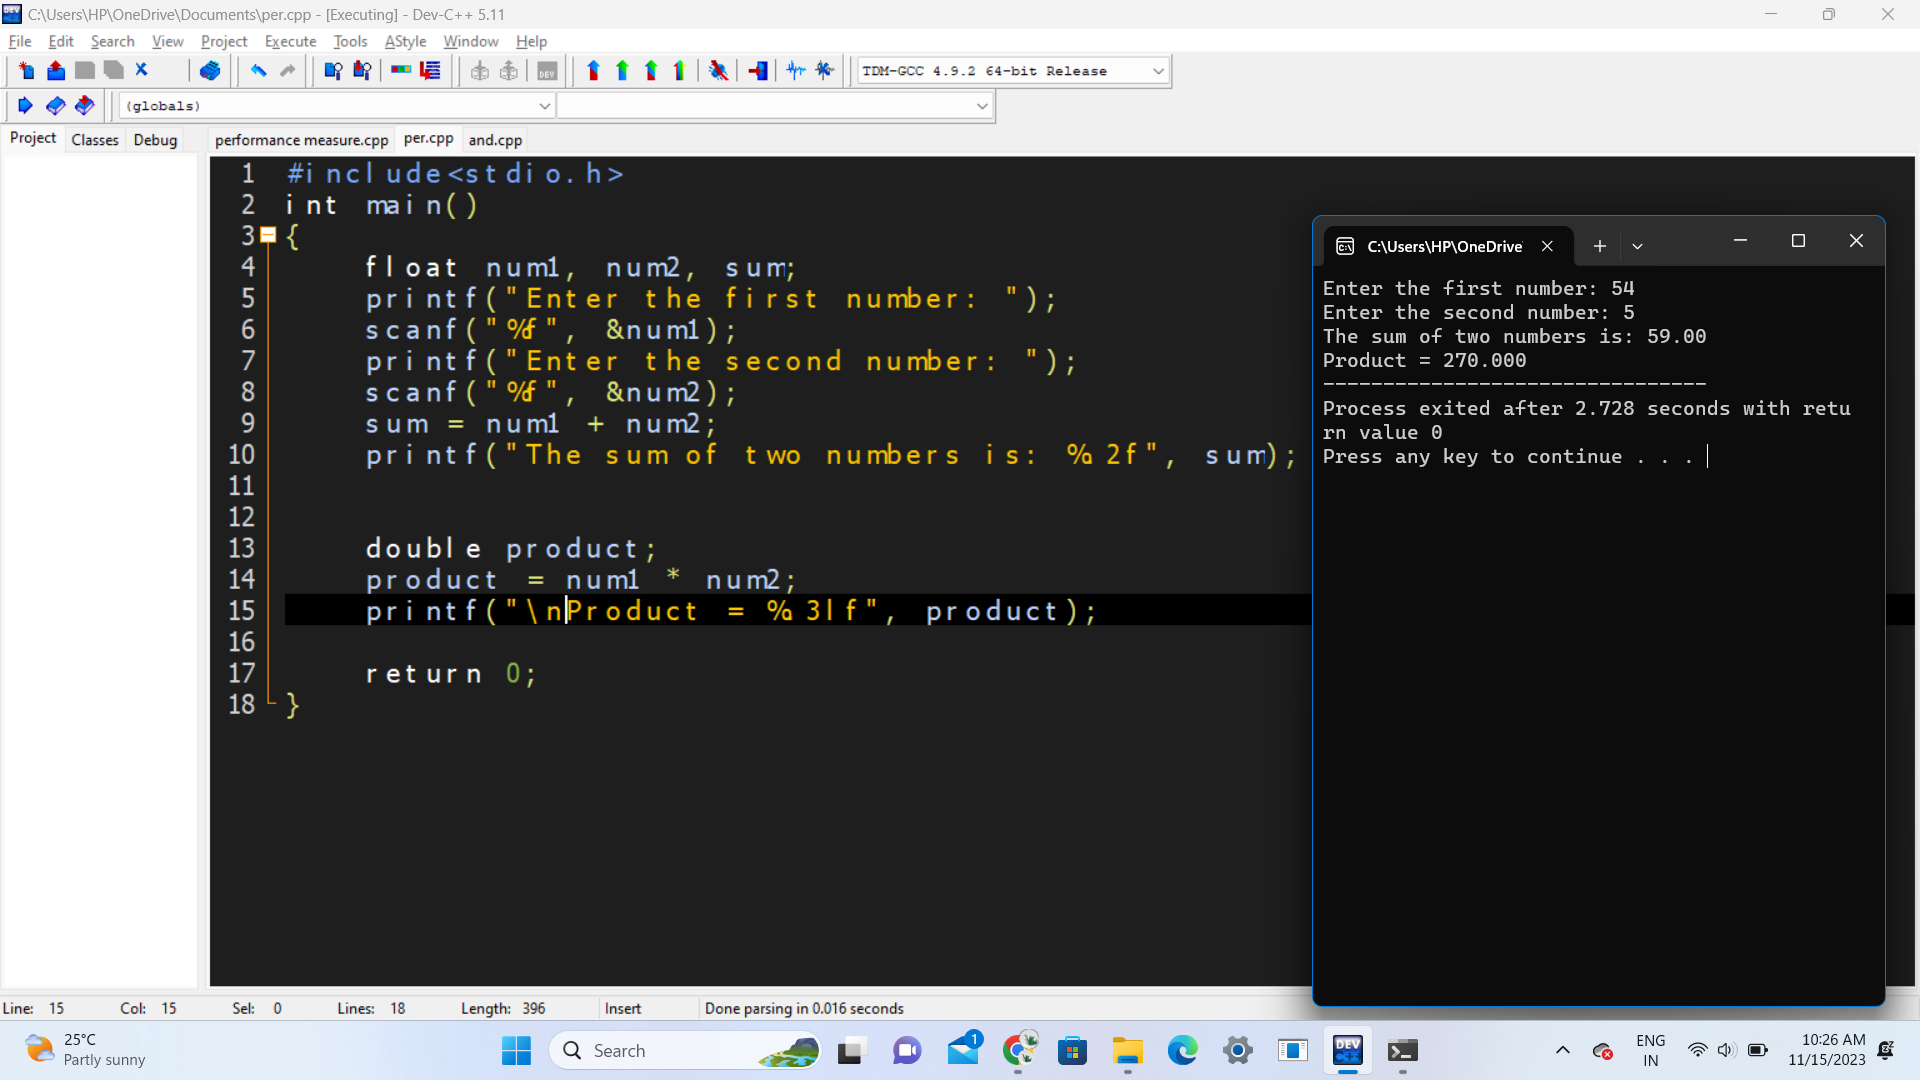 C:\Users\HP\OneDrive\Documents\per.cpp - [Executing] - Dev-C++ 5.11
File Edit Search View Project Execute Tools AStyle Window Help
TDM-GCC 4.9.2 64-bit Release
(globals)
Project Classes Debug
performance measure.cpp per.cpp and.cpp
1 #include<stdio.h>
2 int main()
3 {
4 float num1, num2, sum;
5 printf("Enter the first number: ");
6 scanf("%f", &num1);
7 printf("Enter the second number: ");
8 scanf("%f", &num2);
9 sum = num1 + num2;
10 printf("The sum of two numbers is: %.2f", sum);
11
12
13 double product;
14 product = num1 * num2;
15 printf("\nProduct = %.3lf", product);
16
17 return 0;
18 }
C:\Users\HP\OneDrive
Enter the first number: 54
Enter the second number: 5
The sum of two numbers is: 59.00
Product = 270.000
--------------------------------
Process exited after 2.728 seconds with retu
rn value 0
Press any key to continue . . .
Line: 15 Col: 15 Sel: 0 Lines: 18 Length: 396 Insert Done parsing in 0.016 seconds
25°C
Partly sunny
Search
DEV
C++
1
ENG
IN
10:26 AM
11/15/2023